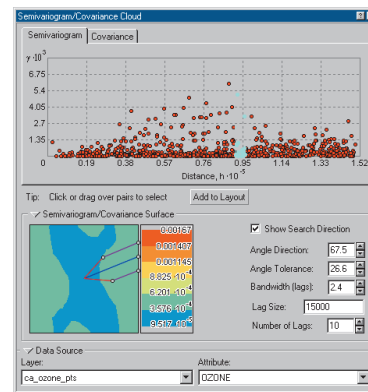 Semivariogram/Covariance Cloud
Semivariogram Covariance
γ·10⁵
6.75
5.4
4.05
2.7
1.35
0 0.19 0.38 0.57 0.76 0.95 1.14 1.33 1.52
Distance, h·10⁻⁵
Tip: Click or drag over pairs to select Add to Layout
Semivariogram/Covariance Surface
0.00167
0.001407
0.001145
8.825·10⁻⁴
6.201·10⁻⁴
3.576·10⁻⁴
9.517·10⁻⁵
Show Search Direction
Angle Direction: 67.5
Angle Tolerance: 26.6
Bandwidth (lags): 2.4
Lag Size: 15000
Number of Lags: 10
Data Source
Layer: Attribute:
ca_ozone_pts OZONE